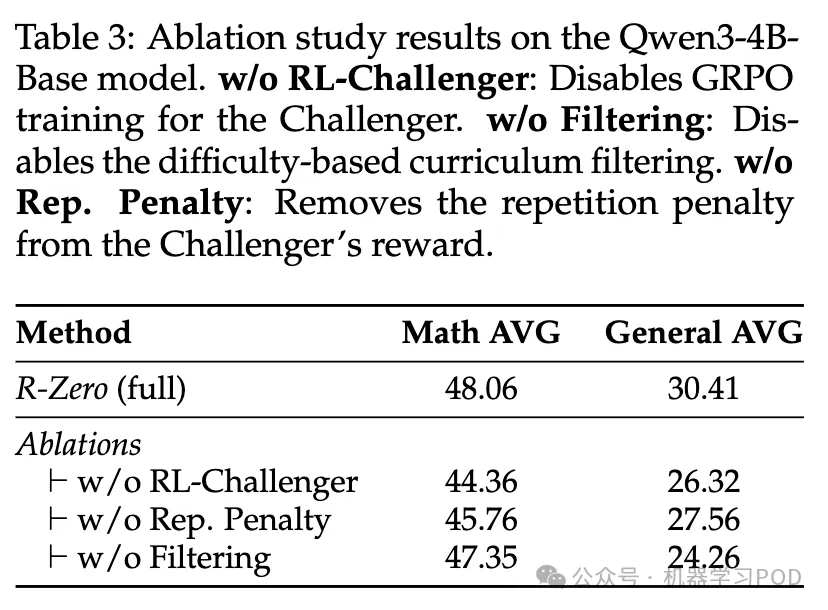 Table 3: Ablation study results on the Qwen3-4B-
Base model. w/o RL-Challenger: Disables GRPO
training for the Challenger. w/o Filtering: Dis-
ables the difficulty-based curriculum filtering. w/o
Rep. Penalty: Removes the repetition penalty
from the Challenger's reward.
Method Math AVG General AVG
R-Zero (full) 48.06 30.41
Ablations
⊢ w/o RL-Challenger 44.36 26.32
⊢ w/o Rep. Penalty 45.76 27.56
⊢ w/o Filtering 47.35 24.26
公众号 · 机器学习POD